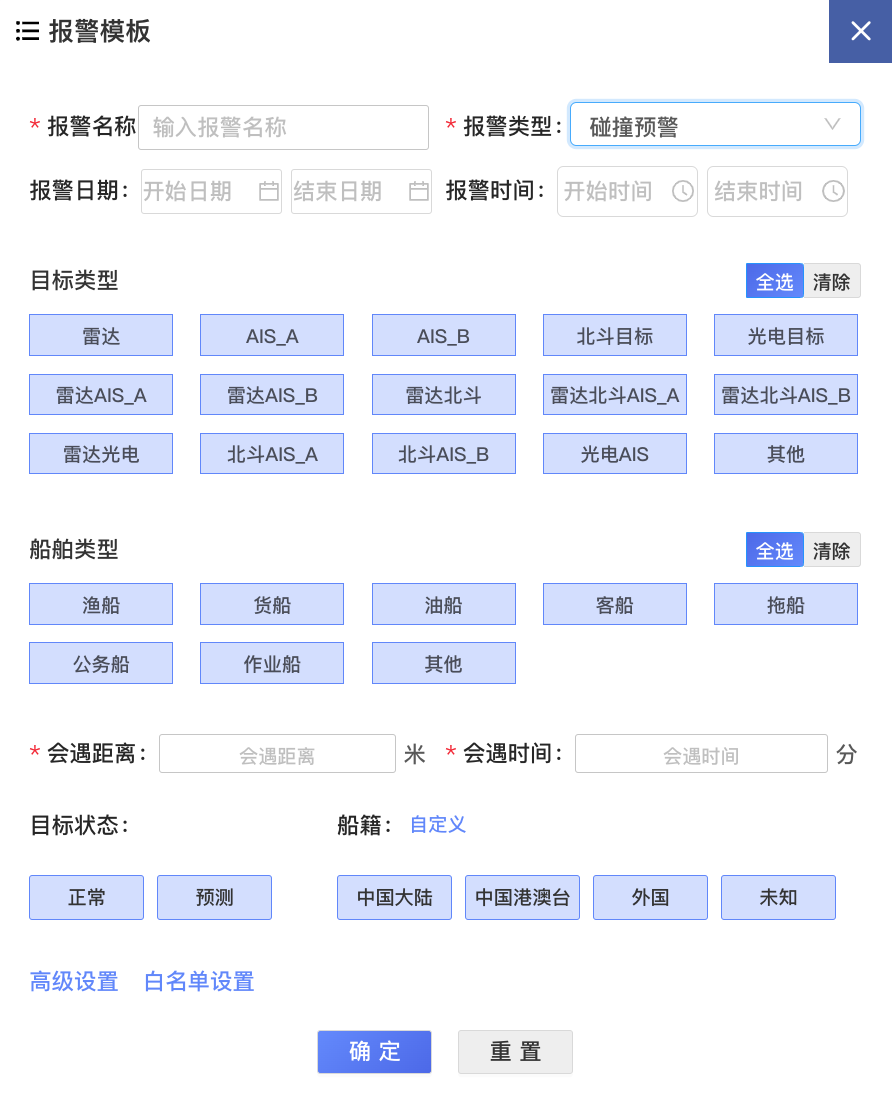 报警模板
* 报警名称 输入报警名称 * 报警类型: 碰撞预警
报警日期: 开始日期 结束日期 报警时间: 开始时间 结束时间
目标类型 全选 清除
雷达 AIS_A AIS_B 北斗目标 光电目标
雷达AIS_A 雷达AIS_B 雷达北斗 雷达北斗AIS_A 雷达北斗AIS_B
雷达光电 北斗AIS_A 北斗AIS_B 光电AIS 其他
船舶类型 全选 清除
渔船 货船 油船 客船 拖船
公务船 作业船 其他
* 会遇距离: 会遇距离 米 * 会遇时间: 会遇时间 分
目标状态: 船籍: 自定义
正常 预测 中国大陆 中国港澳台 外国 未知
高级设置 白名单设置
确 定 重 置